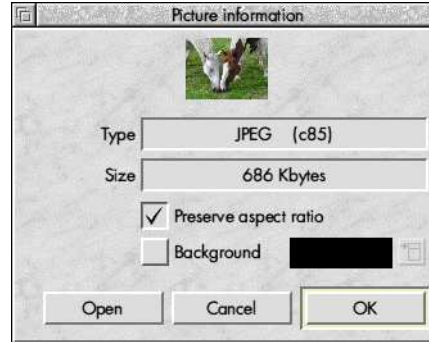 Picture information
Type JPEG (c85)
Size 686 Kbytes
Preserve aspect ratio
Background
Open Cancel OK